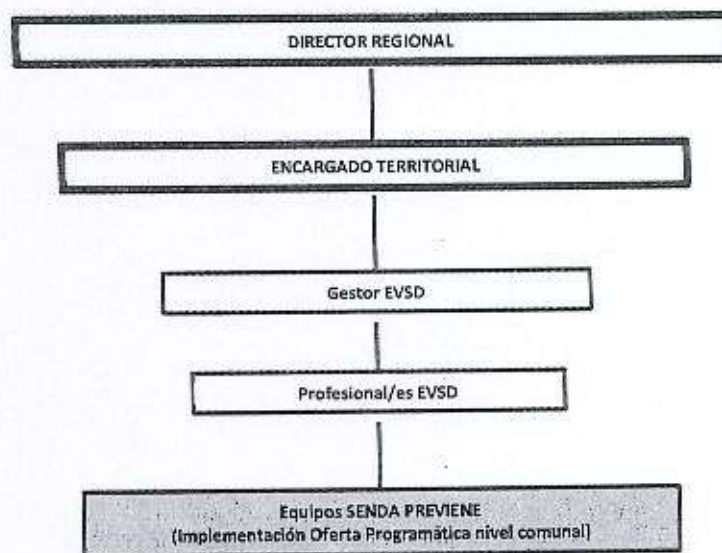 DIRECTOR REGIONAL
ENCARGADO TERRITORIAL
Gestor EVSD
Profesional/es EVSD
Equipos SENDA PREVIENE
(Implementación Oferta Programática nivel comunal)